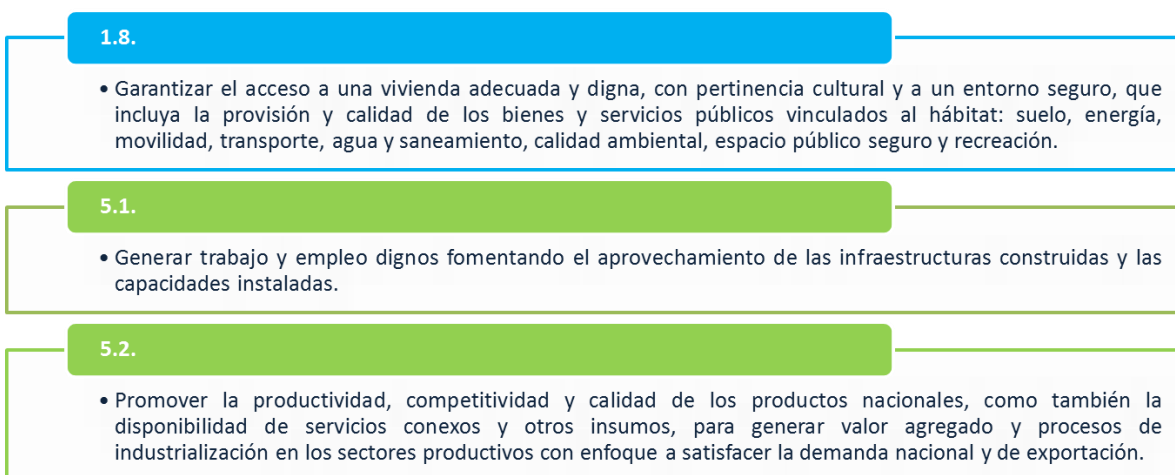 1.8.
• Garantizar el acceso a una vivienda adecuada y digna, con pertinencia cultural y a un entorno seguro, que
incluya la provisión y calidad de los bienes y servicios públicos vinculados al hábitat: suelo, energía,
movilidad, transporte, agua y saneamiento, calidad ambiental, espacio público seguro y recreación.
5.1.
• Generar trabajo y empleo dignos fomentando el aprovechamiento de las infraestructuras construidas y las
capacidades instaladas.
5.2.
• Promover la productividad, competitividad y calidad de los productos nacionales, como también la
disponibilidad de servicios conexos y otros insumos, para generar valor agregado y procesos de
industrialización en los sectores productivos con enfoque a satisfacer la demanda nacional y de exportación.